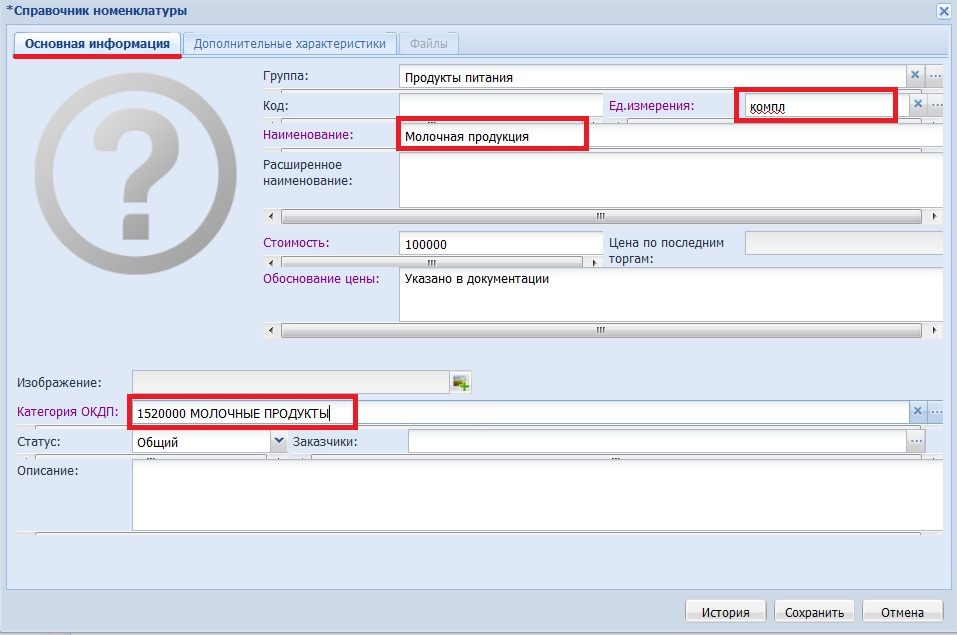 *Справочник номенклатуры
Основная информация Дополнительные характеристики Файлы
Группа: Продукты питания
Код: Ед.измерения: компл
Наименование: Молочная продукция
Расширенное
наименование:
Стоимость: 100000 Цена по последним
торгам:
Обоснование цены: Указано в документации
Изображение:
Категория ОКДП: 1520000 МОЛОЧНЫЕ ПРОДУКТЫ
Статус: Общий Заказчики:
Описание:
История Сохранить Отмена